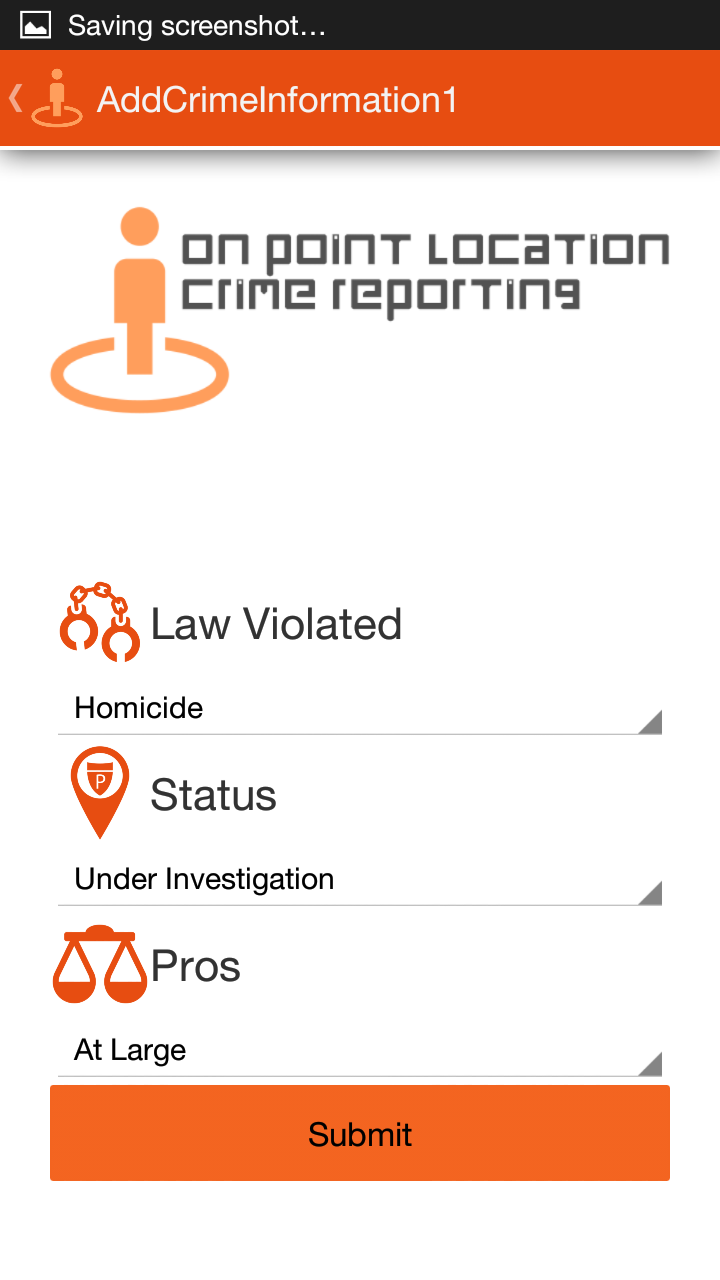 Saving screenshot...
AddCrimeInformation1
on point location
crime reporting
Law Violated
Homicide
P
Status
Under Investigation
Pros
At Large
Submit